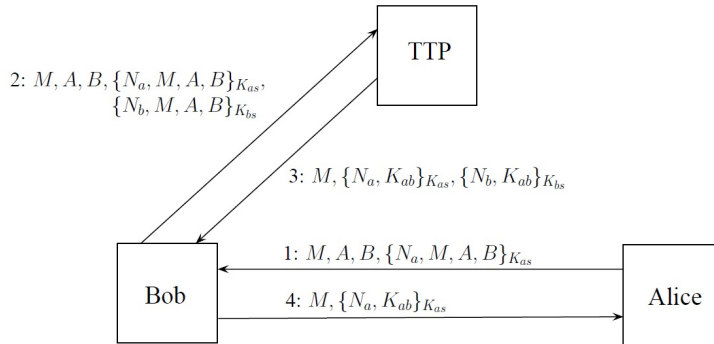 TTP
2: M, A, B, {N_a, M, A, B}_{K_{as}},
{N_b, M, A, B}_{K_{bs}}
3: M, {N_a, K_{ab}}_{K_{as}}, {N_b, K_{ab}}_{K_{bs}}
1: M, A, B, {N_a, M, A, B}_{K_{as}}
Bob
Alice
4: M, {N_a, K_{ab}}_{K_{as}}